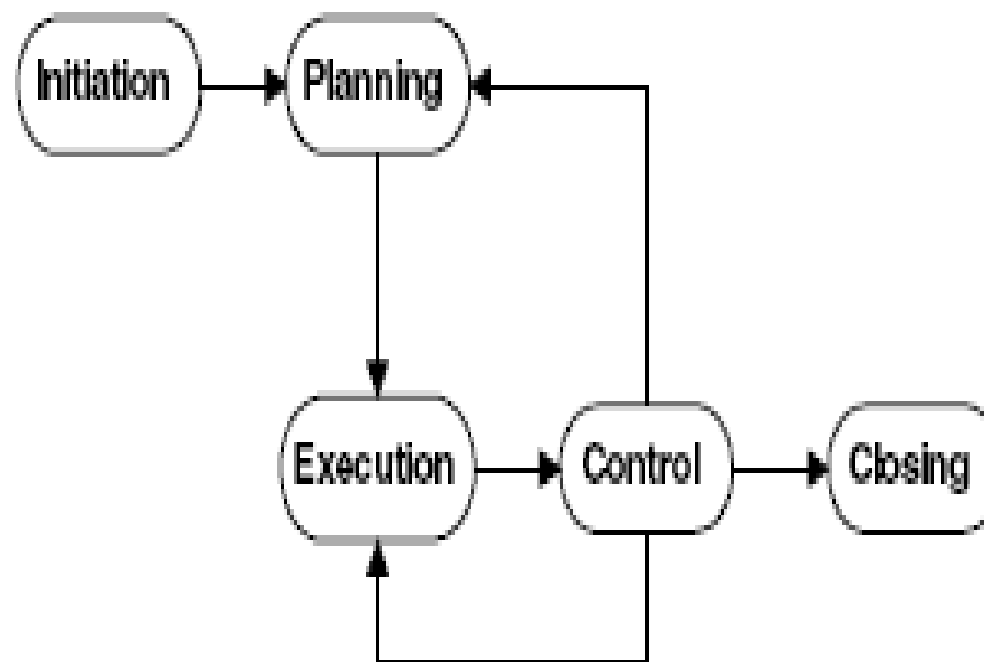 Initiation
Planning
Execution
Control
Closing